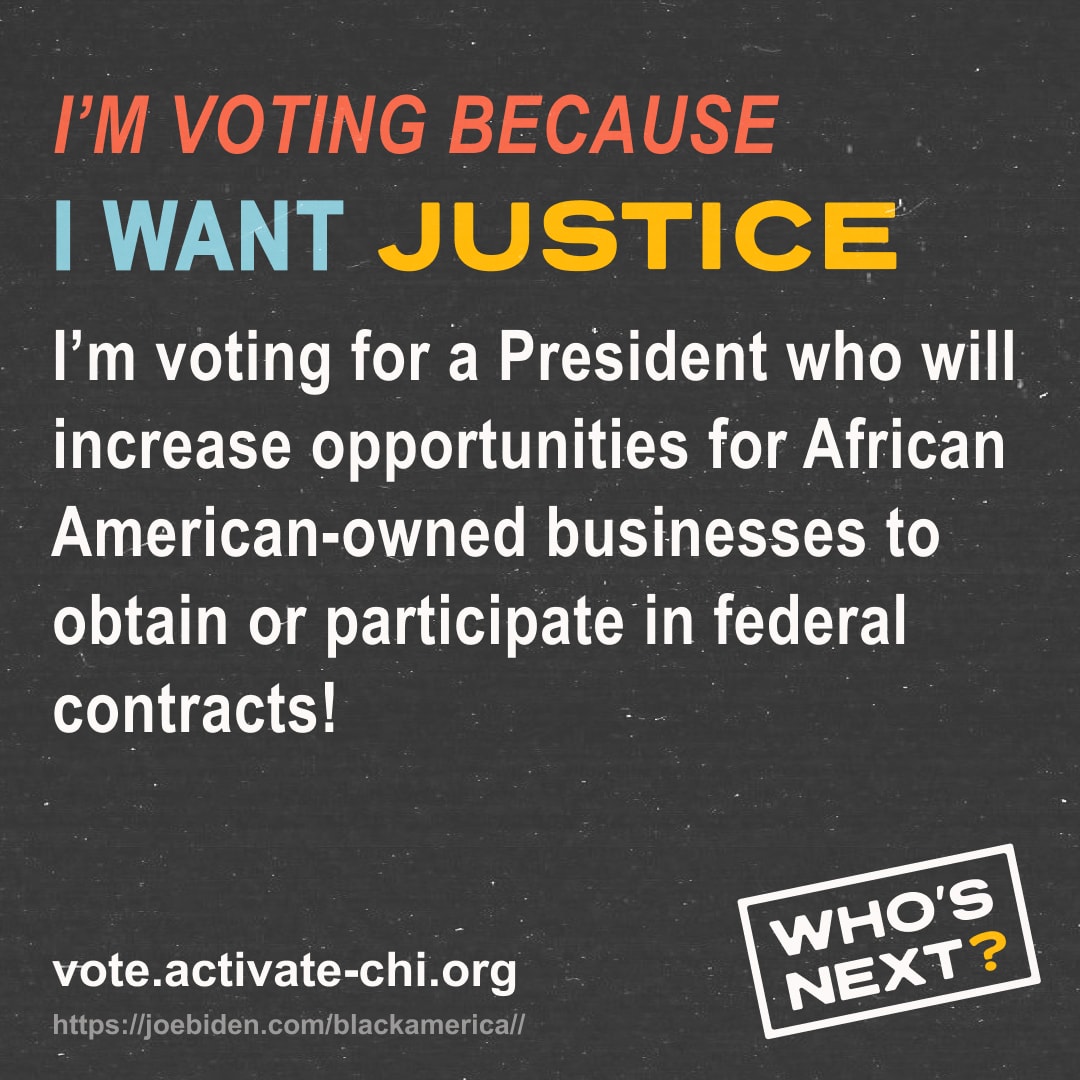 I'M VOTING BECAUSE
I WANT JUSTICE
I'm voting for a President who will
increase opportunities for African
American-owned businesses to
obtain or participate in federal
contracts!
WHO'S
NEXT?
vote.activate-chi.org
https://joebiden.com/blackamerica//